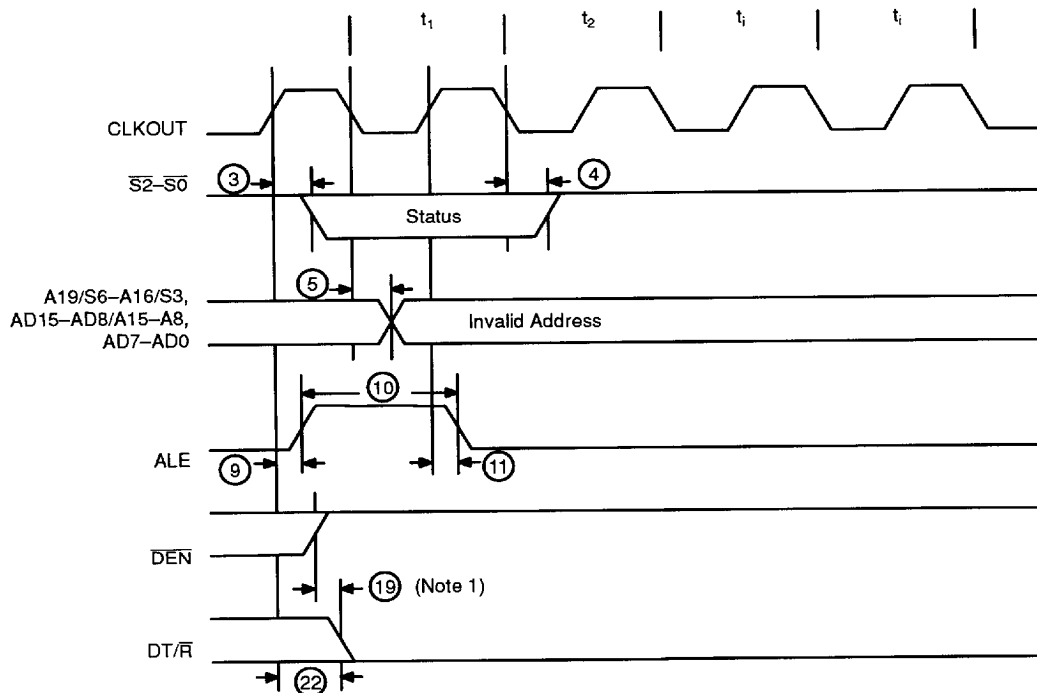 t1 t2 ti ti
CLKOUT
S2–S0
3
4
Status
5
A19/S6–A16/S3,
AD15–AD8/A15–A8,
AD7–AD0
Invalid Address
10
ALE
9
11
DEN
19 (Note 1)
DT/R
22